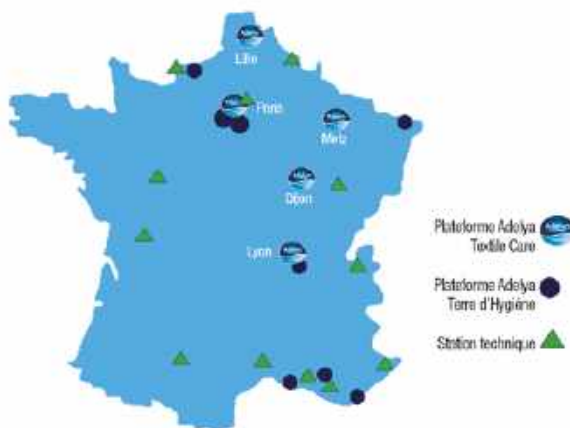 Lille
Paris
Metz
Dijon
Lyon
Plateforme Adelya
Textile Care
Plateforme Adelya
Terre d'Hygiène
Station technique